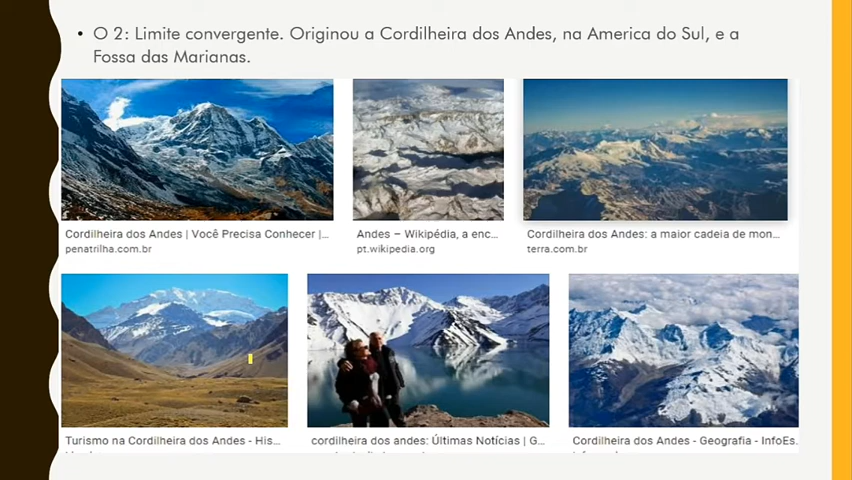 • O 2: Limite convergente. Originou a Cordilheira dos Andes, na America do Sul, e a
Fossa das Marianas.
Cordilheira dos Andes | Você Precisa Conhecer |...
penatrilha.com.br
Andes – Wikipédia, a enc...
pt.wikipedia.org
Cordilheira dos Andes: a maior cadeia de mon...
terra.com.br
Turismo na Cordilheira dos Andes - His...
cordilheira dos andes: Últimas Notícias | G...
Cordilheira dos Andes - Geografia - InfoEs.